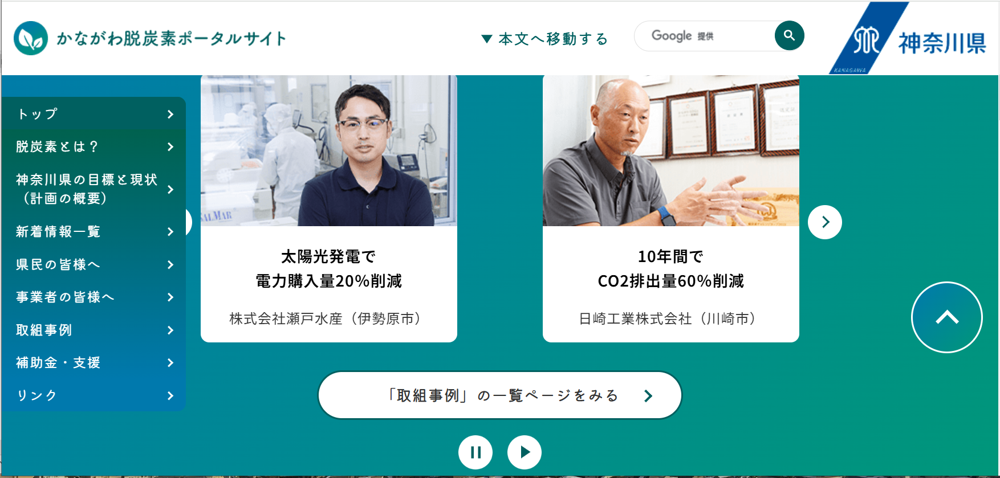 かながわ脱炭素ポータルサイト
▼ 本文へ移動する
Google 提供
KANAGAWA
神奈川県
トップ
脱炭素とは？
神奈川県の目標と現状
（計画の概要）
新着情報一覧
県民の皆様へ
事業者の皆様へ
取組事例
補助金・支援
リンク
太陽光発電で
電力購入量20％削減
株式会社瀬戸水産（伊勢原市）
10年間で
CO2排出量60％削減
日崎工業株式会社（川崎市）
「取組事例」の一覧ページをみる